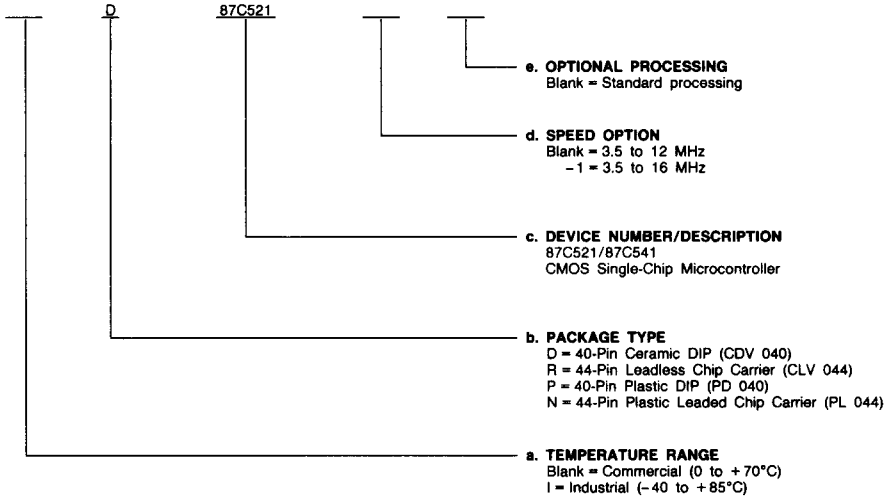 D 87C521
e. OPTIONAL PROCESSING
Blank = Standard processing
d. SPEED OPTION
Blank = 3.5 to 12 MHz
-1 = 3.5 to 16 MHz
c. DEVICE NUMBER/DESCRIPTION
87C521/87C541
CMOS Single-Chip Microcontroller
b. PACKAGE TYPE
D = 40-Pin Ceramic DIP (CDV 040)
R = 44-Pin Leadless Chip Carrier (CLV 044)
P = 40-Pin Plastic DIP (PD 040)
N = 44-Pin Plastic Leaded Chip Carrier (PL 044)
a. TEMPERATURE RANGE
Blank = Commercial (0 to +70°C)
I = Industrial (-40 to +85°C)